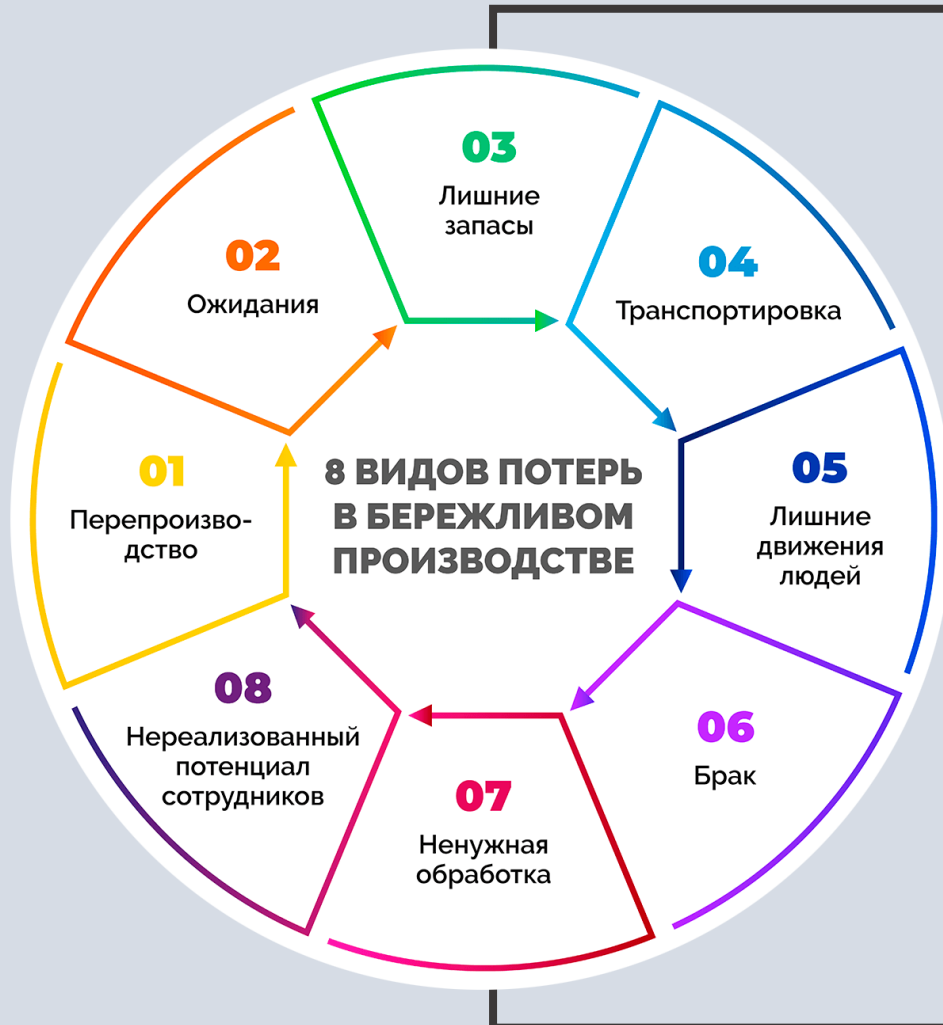 8 ВИДОВ ПОТЕРЬ
В БЕРЕЖЛИВОМ
ПРОИЗВОДСТВЕ
01
Перепроизво-
дство
02
Ожидания
03
Лишние
запасы
04
Транспортировка
05
Лишние
движения
людей
06
Брак
07
Ненужная
обработка
08
Нереализованный
потенциал
сотрудников